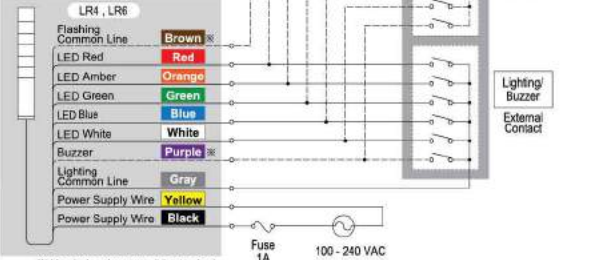 LR4 , LR6
Flashing
Common Line Brown ※
LED Red Red
LED Amber Orange
LED Green Green
LED Blue Blue
LED White White
Buzzer Purple ※
Lighting
Common Line Gray
Power Supply Wire Yellow
Power Supply Wire Black
Fuse
1A
100 - 240 VAC
Lighting/
Buzzer
External
Contact